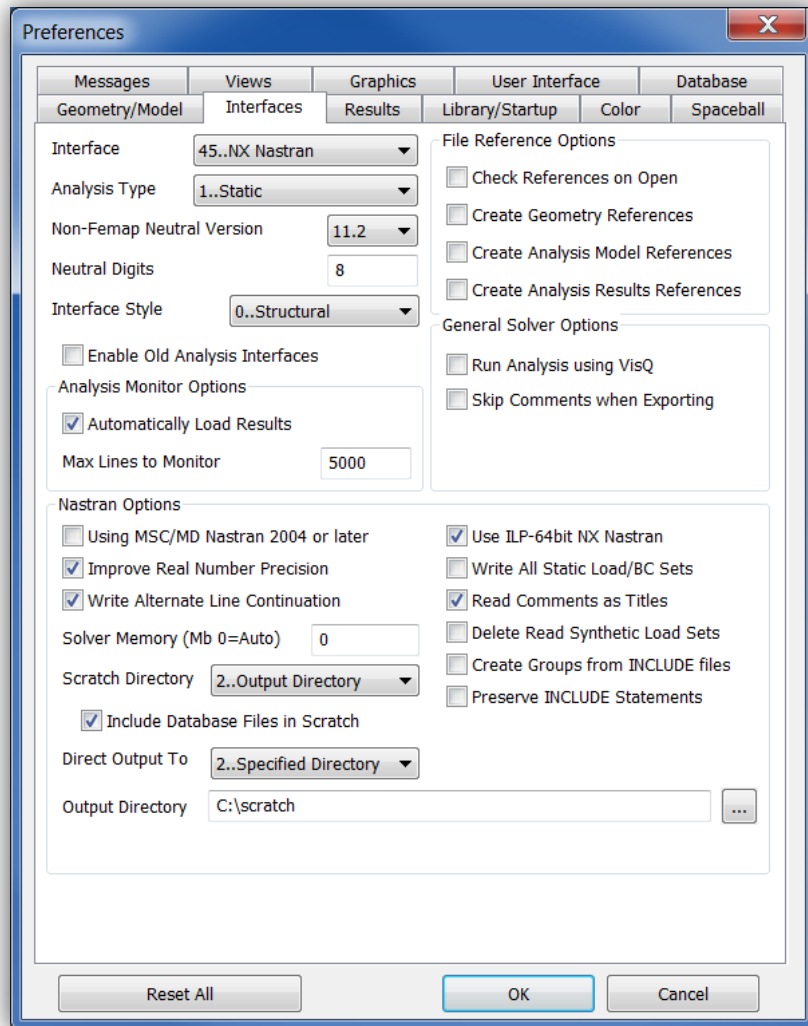 Preferences
Messages
Views
Graphics
User Interface
Database
Geometry/Model
Interfaces
Results
Library/Startup
Color
Spaceball
Interface
45..NX Nastran
Analysis Type
1..Static
Non-Femap Neutral Version
11.2
Neutral Digits
8
Interface Style
0..Structural
Enable Old Analysis Interfaces
Analysis Monitor Options
Automatically Load Results
Max Lines to Monitor
5000
File Reference Options
Check References on Open
Create Geometry References
Create Analysis Model References
Create Analysis Results References
General Solver Options
Run Analysis using VisQ
Skip Comments when Exporting
Nastran Options
Using MSC/MD Nastran 2004 or later
Improve Real Number Precision
Write Alternate Line Continuation
Solver Memory (Mb 0=Auto)
0
Scratch Directory
2..Output Directory
Include Database Files in Scratch
Direct Output To
2..Specified Directory
Output Directory
C:\scratch
...
Use ILP-64bit NX Nastran
Write All Static Load/BC Sets
Read Comments as Titles
Delete Read Synthetic Load Sets
Create Groups from INCLUDE files
Preserve INCLUDE Statements
Reset All
OK
Cancel